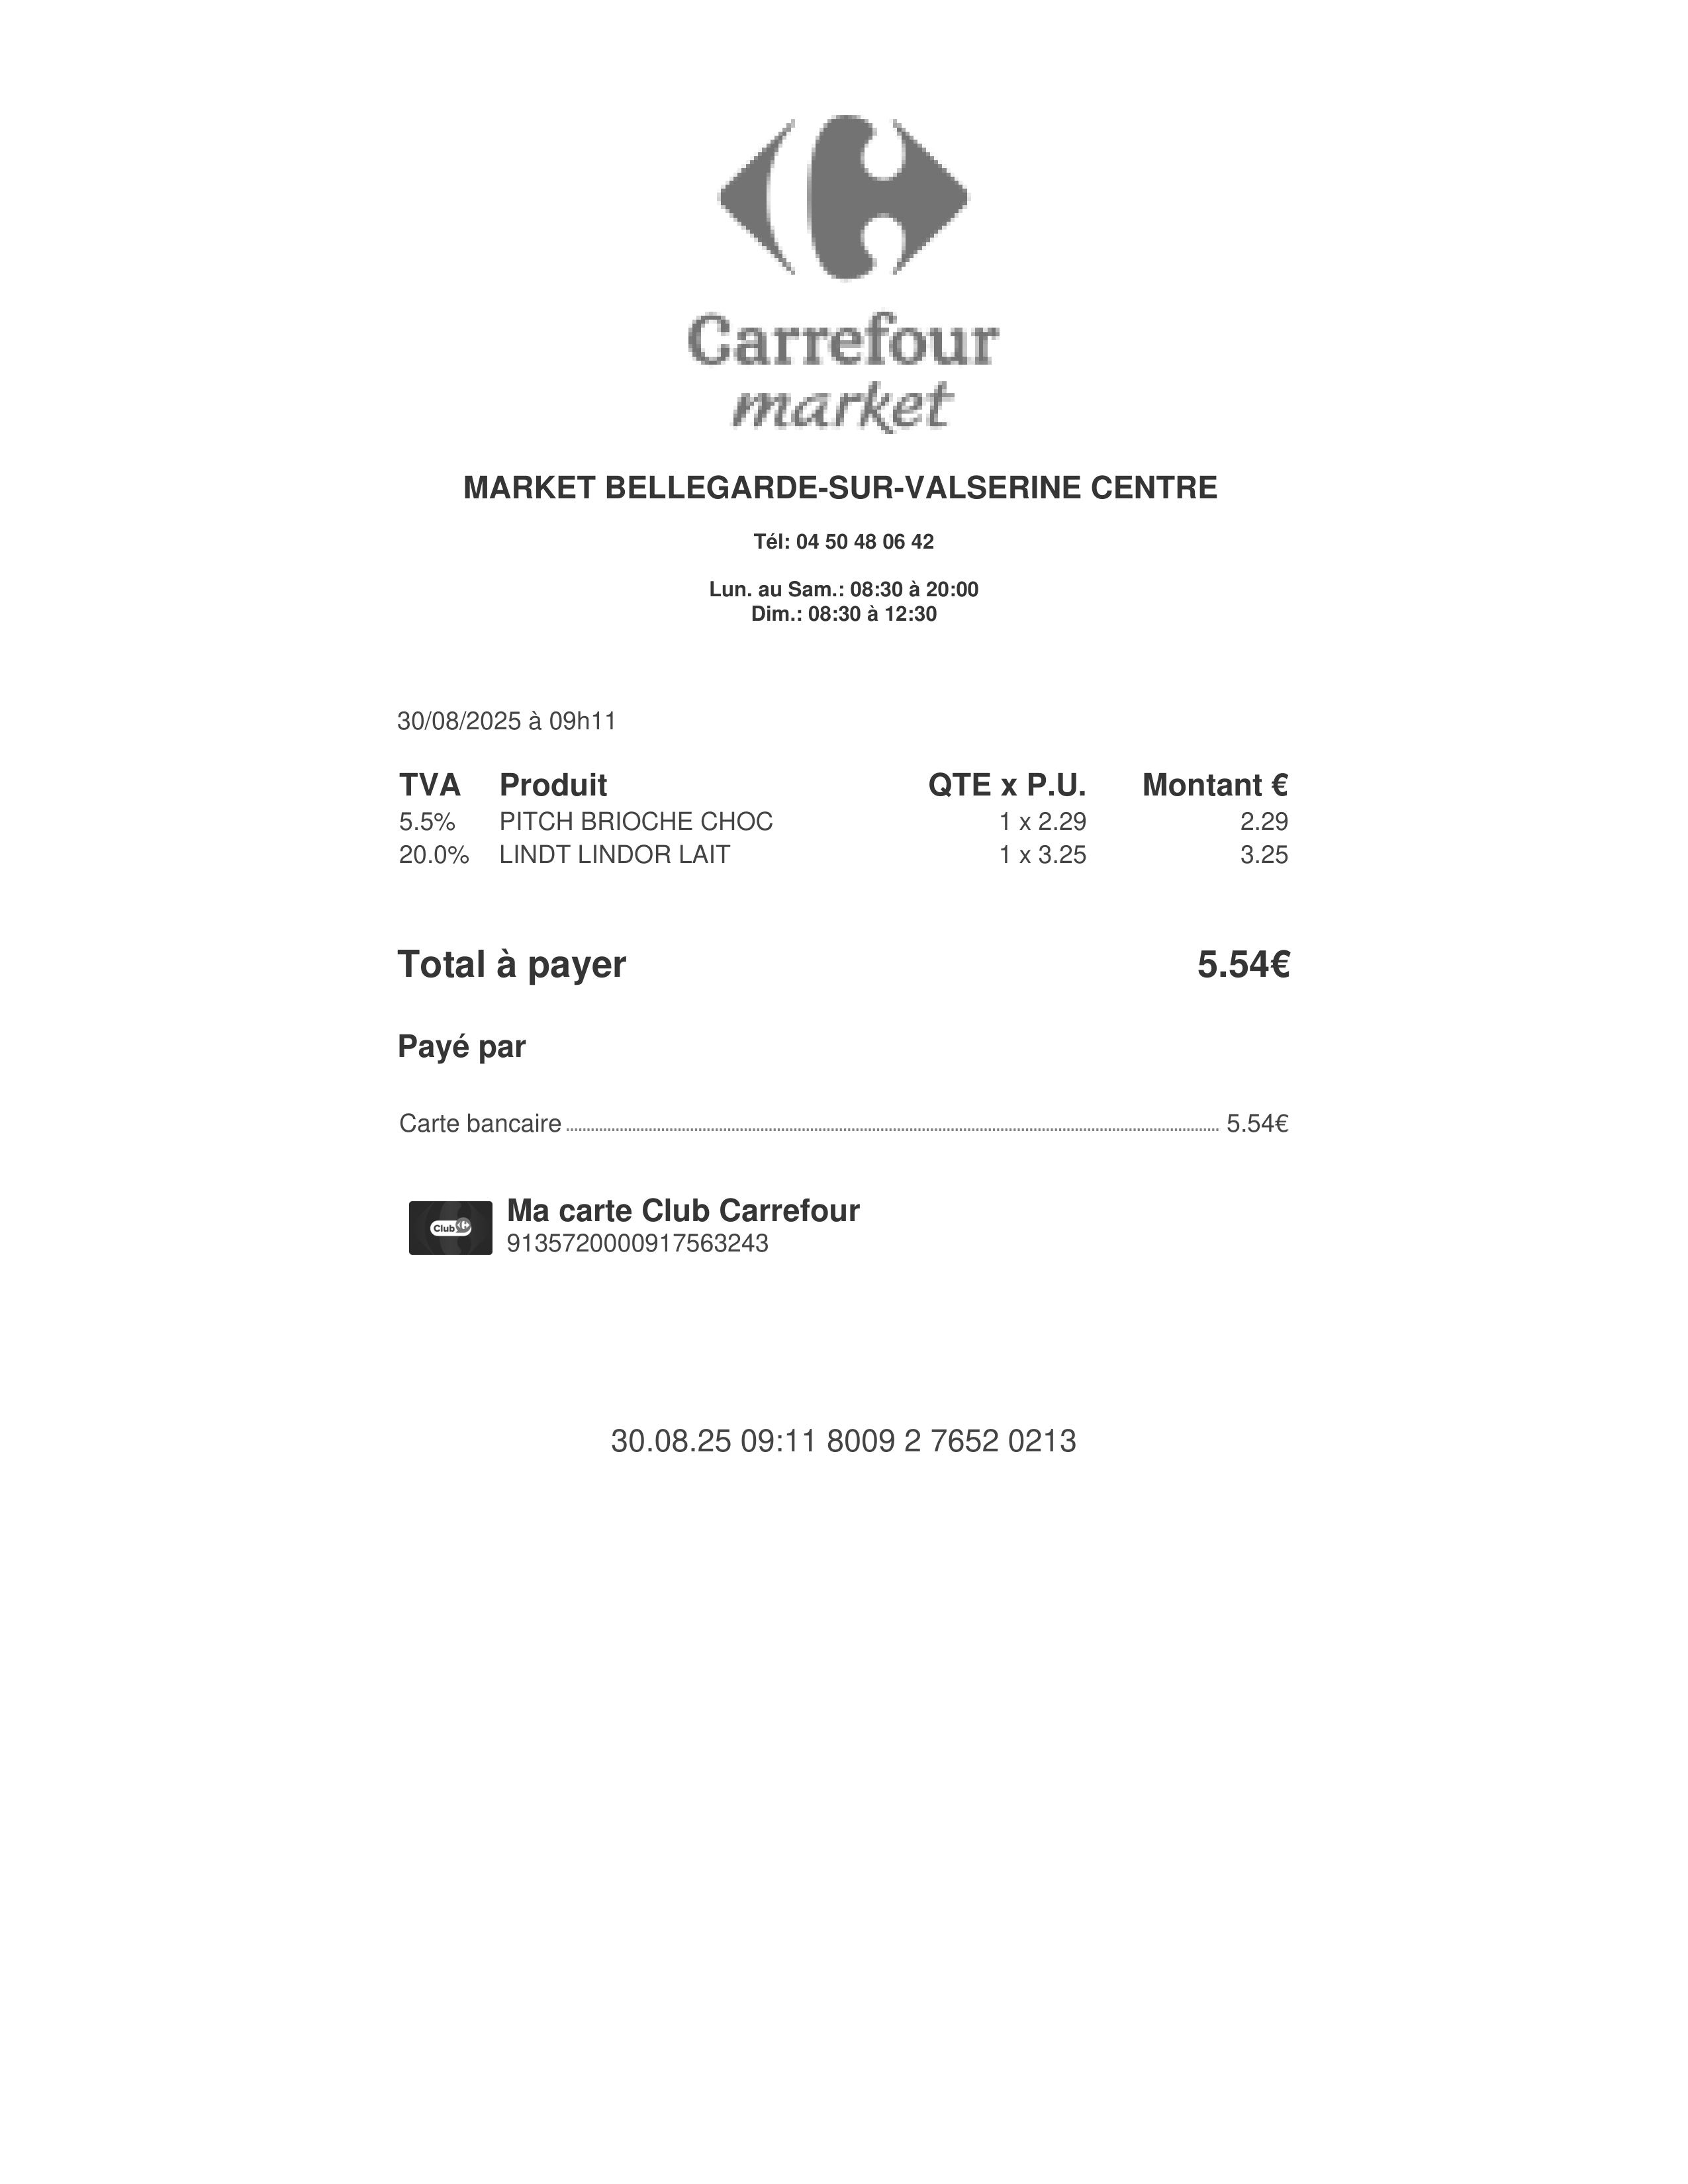 Carrefour
market
MARKET BELLEGARDE-SUR-VALSERINE CENTRE
Tél: 04 50 48 06 42
Lun. au Sam.: 08:30 à 20:00
Dim.: 08:30 à 12:30
30/08/2025 à 09h11
TVA Produit QTE x P.U. Montant €
5.5% PITCH BRIOCHE CHOC 1 x 2.29 2.29
20.0% LINDT LINDOR LAIT 1 x 3.25 3.25
Total à payer 5.54€
Payé par
Carte bancaire 5.54€
Club
Ma carte Club Carrefour
9135720000917563243
30.08.25 09:11 8009 2 7652 0213